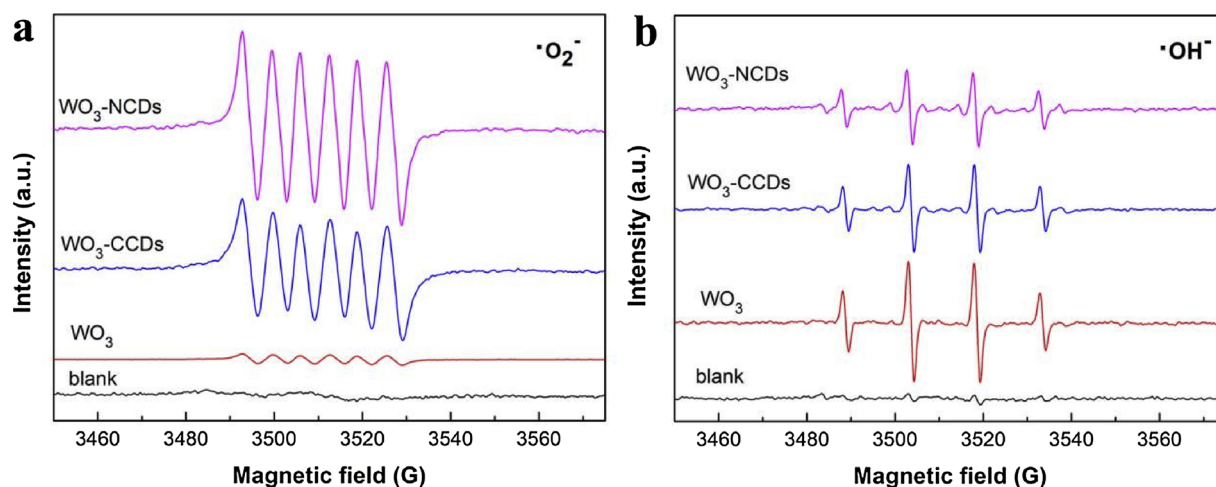 a
·O₂⁻
WO₃-NCDs
WO₃-CCDs
WO₃
blank
Intensity (a.u.)
3460 3480 3500 3520 3540 3560
Magnetic field (G)
b
·OH⁻
WO₃-NCDs
WO₃-CCDs
WO₃
blank
Intensity (a.u.)
3460 3480 3500 3520 3540 3560
Magnetic field (G)